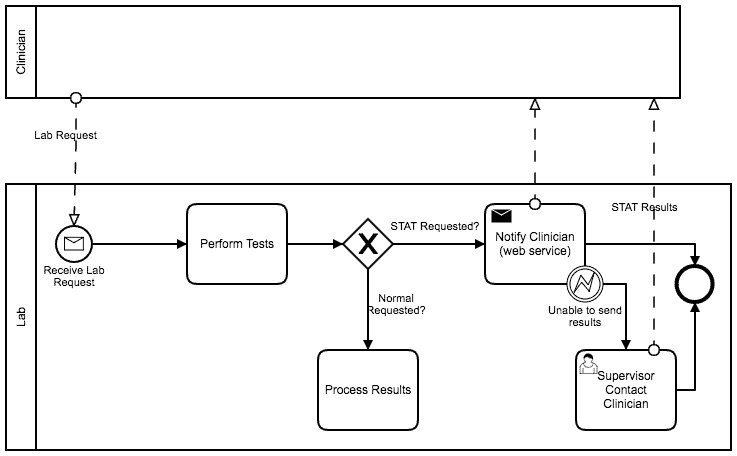 Clinician
Lab Request
Lab
Receive Lab
Request
Perform Tests
X
STAT Requested?
Normal
Requested?
Process Results
Notify Clinician
(web service)
Unable to send
results
STAT Results
Supervisor
Contact
Clinician